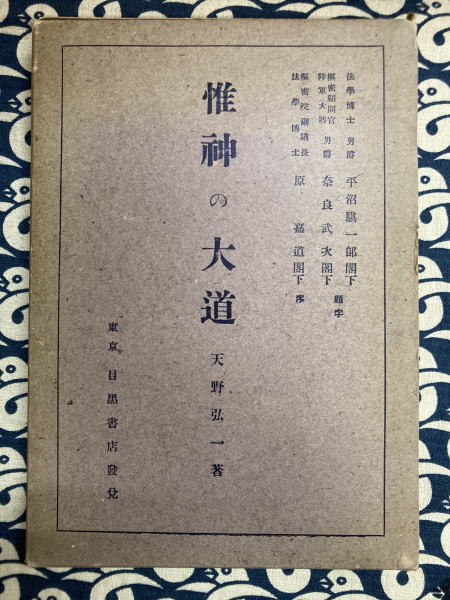 法學博士 男爵 平沼騏一郎閣下
樞密顧問官
陸軍大將 男爵 奈良武次閣下 題字
樞密院副議長
法學博士 原嘉道閣下 序
惟神の大道
天野弘一著
東京 目黒書店發兌